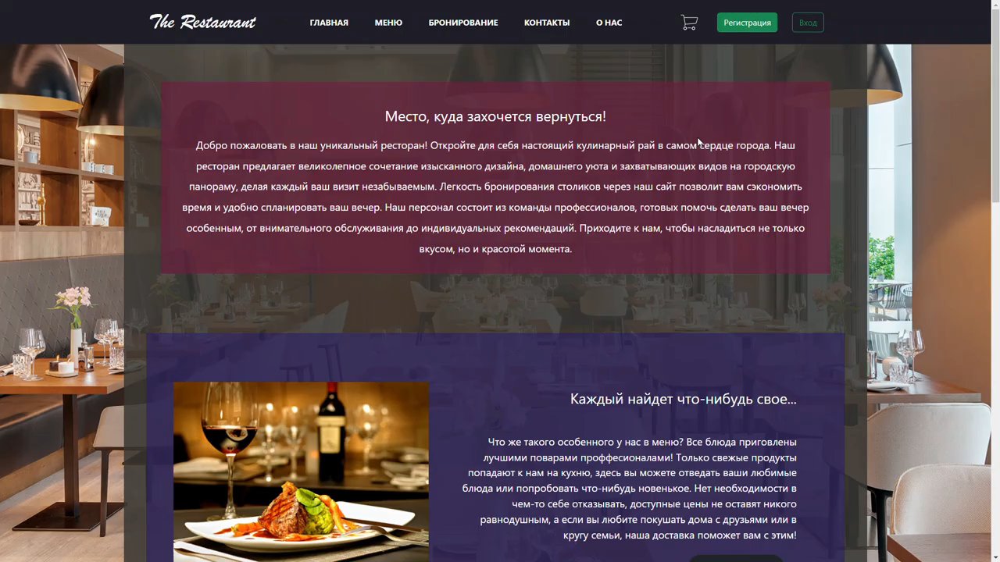 The Restaurant
ГЛАВНАЯ МЕНЮ БРОНИРОВАНИЕ КОНТАКТЫ О НАС
Регистрация Вход
Место, куда захочется вернуться!
Добро пожаловать в наш уникальный ресторан! Откройте для себя настоящий кулинарный рай в самом сердце города. Наш
ресторан предлагает великолепное сочетание изысканного дизайна, домашнего уюта и захватывающих видов на городскую
панораму, делая каждый ваш визит незабываемым. Легкость бронирования столиков через наш сайт позволит вам сэкономить
время и удобно спланировать ваш вечер. Наш персонал состоит из команды профессионалов, готовых помочь сделать ваш вечер
особенным, от внимательного обслуживания до индивидуальных рекомендаций. Приходите к нам, чтобы насладиться не только
вкусом, но и красотой момента.
Каждый найдет что-нибудь свое...
Что же такого особенного у нас в меню? Все блюда приговлены
лучшими поварами профессионалами! Только свежые продукты
попадают к нам на кухню, здесь вы можете отведать ваши любимые
блюда или попробовать что-нибудь новенькое. Нет необходимости в
чем-то себе отказывать, доступные цены не оставят никого
равнодушным, а если вы любите покушать дома с друзьями или в
кругу семьи, наша доставка поможет вам с этим!